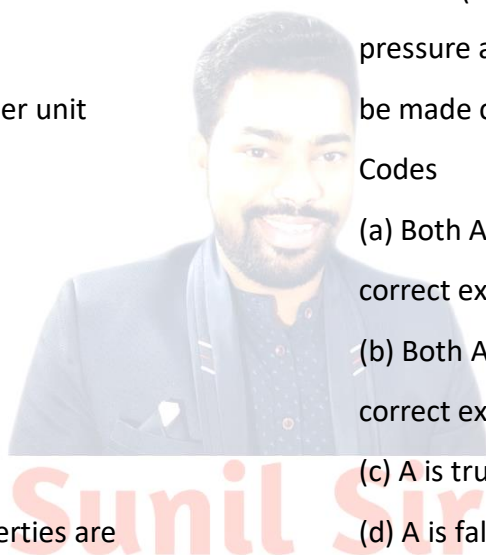 pressure a
er unit
be made o
Codes
(a) Both A
correct ex
(b) Both A
correct ex
(c) A is tru
Sunil Sir
erties are
(d) A is fal